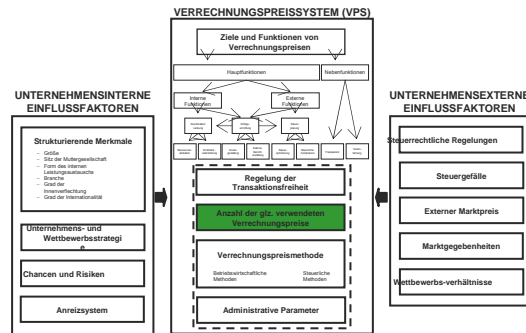 VERRECHNUNGSPREISSYSTEM (VPS)
Ziele und Funktionen von
Verrechnungspreisen
Hauptfunktionen
Nebenfunktionen
Interne
Funktionen
Externe
Funktionen
Regelung der
Transaktionsfreiheit
Anzahl der glz. verwendeten
Verrechnungspreise
Verrechnungspreismethode
Betriebswirtschaftliche
Methoden
Steuerliche
Methoden
Administrative Parameter
UNTERNEHMENSINTERNE
EINFLUSSFAKTOREN
Strukturierende Merkmale
– Größe
– Sitz der Muttergesellschaft
– Form des internen
Leistungsaustauschs
– Branche
– Grad der
Innenverflechtung
– Grad der Internationalität
Unternehmens- und
Wettbewerbsstrategi
e
Chancen und Risiken
Anreizsystem
UNTERNEHMENSEXTERNE
EINFLUSSFAKTOREN
Steuerrechtliche Regelungen
Steuergefälle
Externer Marktpreis
Marktgegebenheiten
Wettbewerbs-verhältnisse